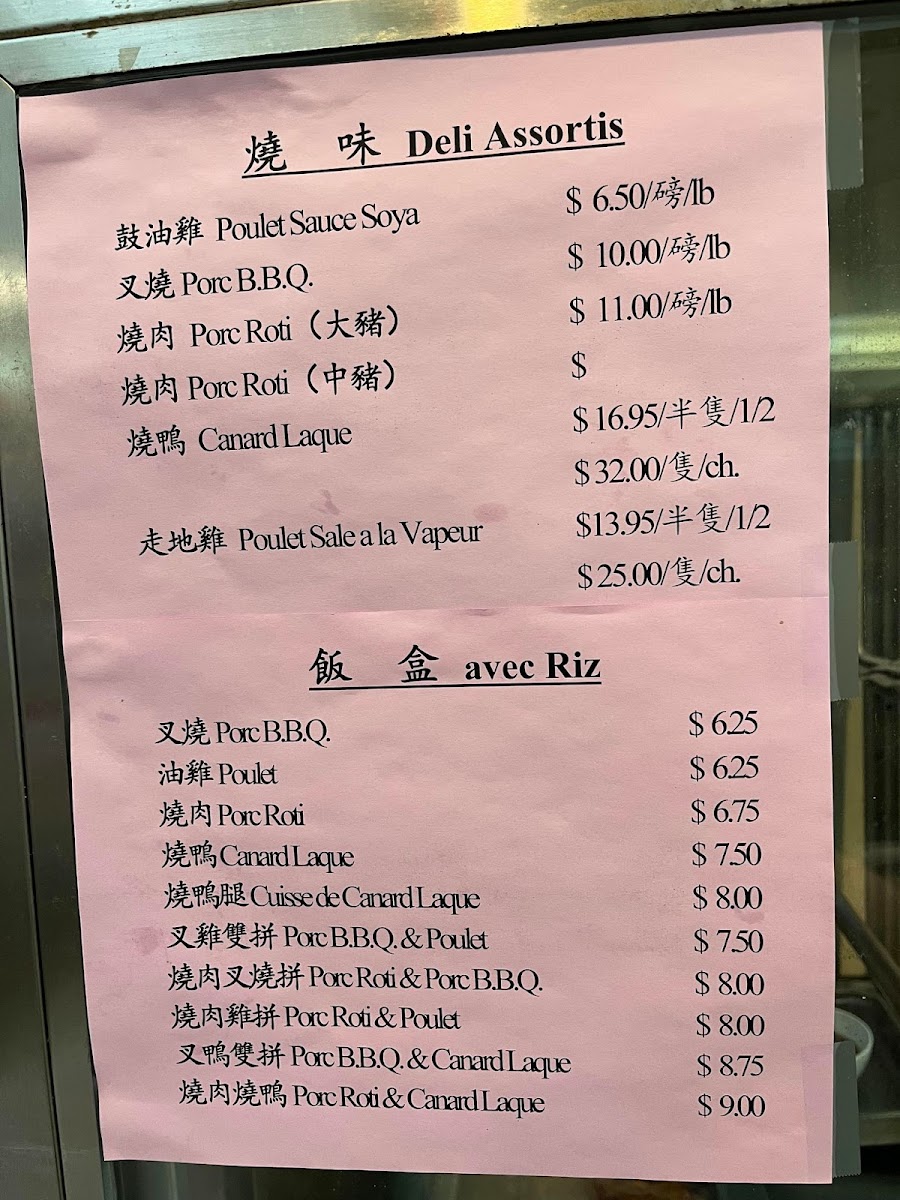 燒 味 Deli Assortis
鼓油雞 Poulet Sauce Soya $ 6.50/磅/lb
叉燒 Porc B.B.Q. $ 10.00/磅/lb
燒肉 Porc Roti（大豬） $ 11.00/磅/lb
燒肉 Porc Roti（中豬） $
燒鴨 Canard Laque $ 16.95/半隻/1/2
$ 32.00/隻/ch.
走地雞 Poulet Sale a la Vapeur $13.95/半隻/1/2
$ 25.00/隻/ch.
飯 盒 avec Riz
叉燒 Porc B.B.Q. $ 6.25
油雞 Poulet $ 6.25
燒肉 Porc Roti $ 6.75
燒鴨 Canard Laque $ 7.50
燒鴨腿 Cuisse de Canard Laque $ 8.00
叉雞雙拼 Porc B.B.Q. & Poulet $ 7.50
燒肉叉燒拼 Porc Roti & Porc B.B.Q. $ 8.00
燒肉雞拼 Porc Roti & Poulet $ 8.00
叉鴨雙拼 Porc B.B.Q. & Canard Laque $ 8.75
燒肉燒鴨 Porc Roti & Canard Laque $ 9.00